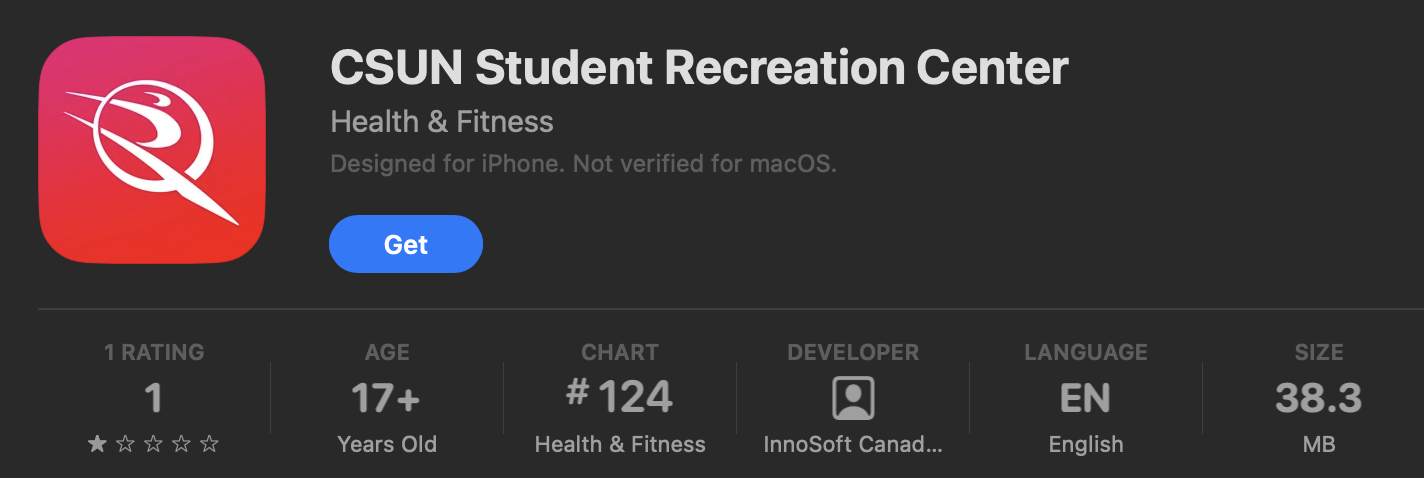 CSUN Student Recreation Center
Health & Fitness
Designed for iPhone. Not verified for macOS.
Get
1 RATING
1
AGE
17+
Years Old
CHART
#124
Health & Fitness
DEVELOPER
InnoSoft Canad...
LANGUAGE
EN
English
SIZE
38.3
MB